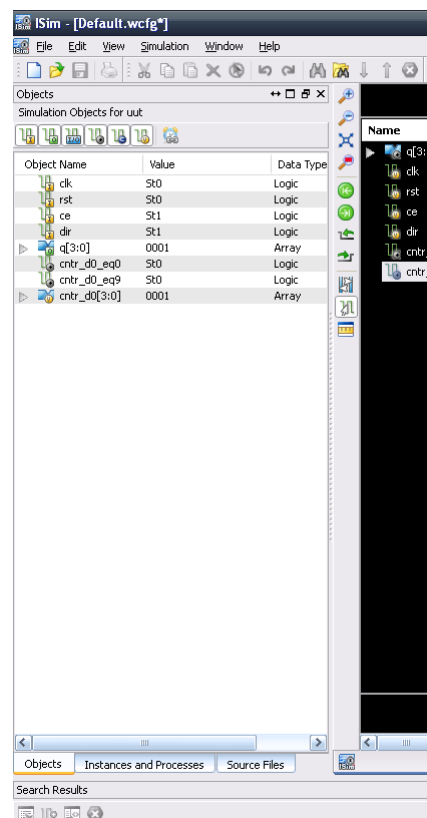 ISim - [Default.wcfg*]
File Edit View Simulation Window Help
Objects
Simulation Objects for uut
Object Name Value Data Type
clk St0 Logic
rst St0 Logic
ce St1 Logic
dir St1 Logic
q[3:0] 0001 Array
cntr_d0_eq0 St0 Logic
cntr_d0_eq9 St0 Logic
cntr_d0[3:0] 0001 Array
Name
q[3:
clk
rst
ce
dir
cntr_
cntr_
Objects Instances and Processes Source Files
Search Results